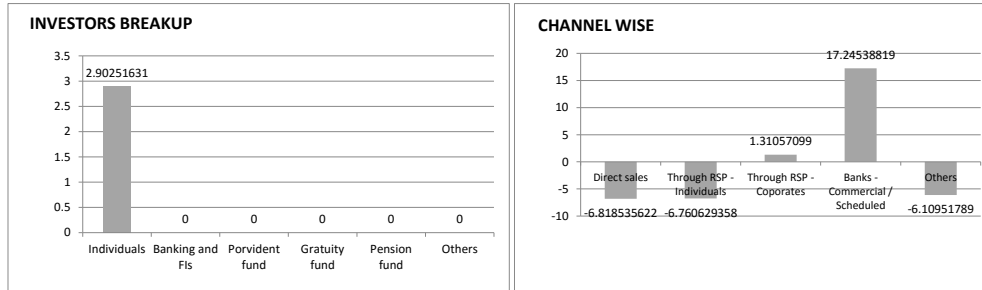 INVESTORS BREAKUP
3.5
3
2.5
2
1.5
1
0.5
0
2.90251631
0
0
0
0
0
Individuals
Banking and
FIs
Porvident
fund
Gratuity
fund
Pension
fund
Others
CHANNEL WISE
20
15
10
5
0
-5
-10
17.24538819
1.31057099
Direct sales
Through RSP -
Individuals
Through RSP -
Coporates
Banks -
Commercial /
Scheduled
Others
-6.818535622
-6.760629358
-6.10951789